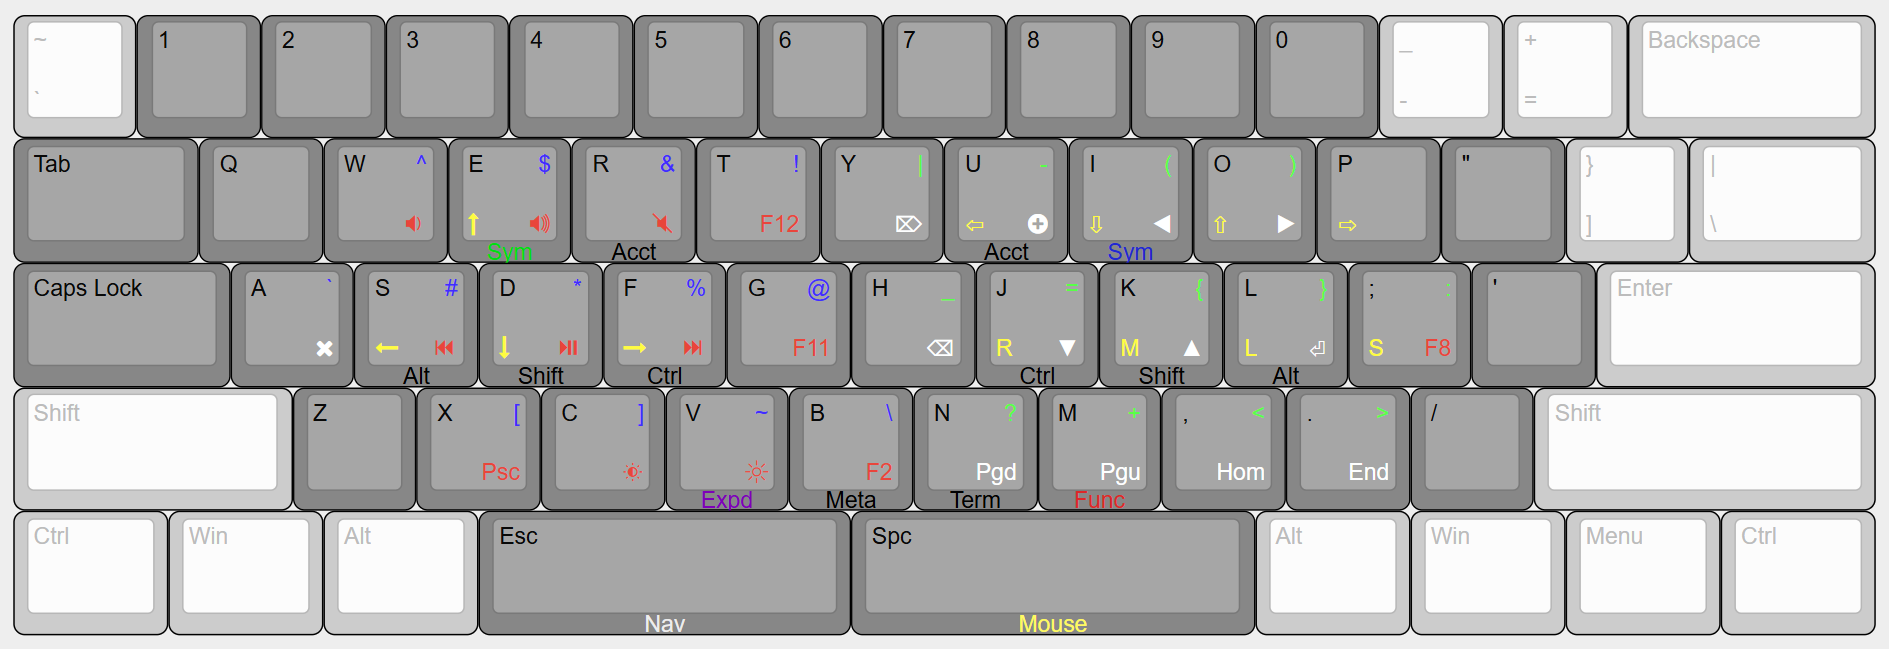 ~ 1 2 3 4 5 6 7 8 9 0 _ + Backspace
` - =
Tab Q W ^ E $ R & T ! Y | U - I ( O ) P " } |
↑ F12 ⌦ ⇦ ⊕ ⇩ ◀ ⇧ ▶ ⇨ ] \
Sym Acct Acct Sym
Caps Lock A ` S # D * F % G @ H _ J = K { L } ; : ' Enter
✖ ← ⏮ ↓ ⏯ → ⏭ F11 ⌫ R ▼ M ▲ L ⏎ S F8
Alt Shift Ctrl Ctrl Shift Alt
Shift Z X [ C ] V ~ B \ N ? M + , < . > / Shift
Psc F2 Pgd Pgu Hom End
Expd Meta Term Func
Ctrl Win Alt Esc Spc Alt Win Menu Ctrl
Nav Mouse